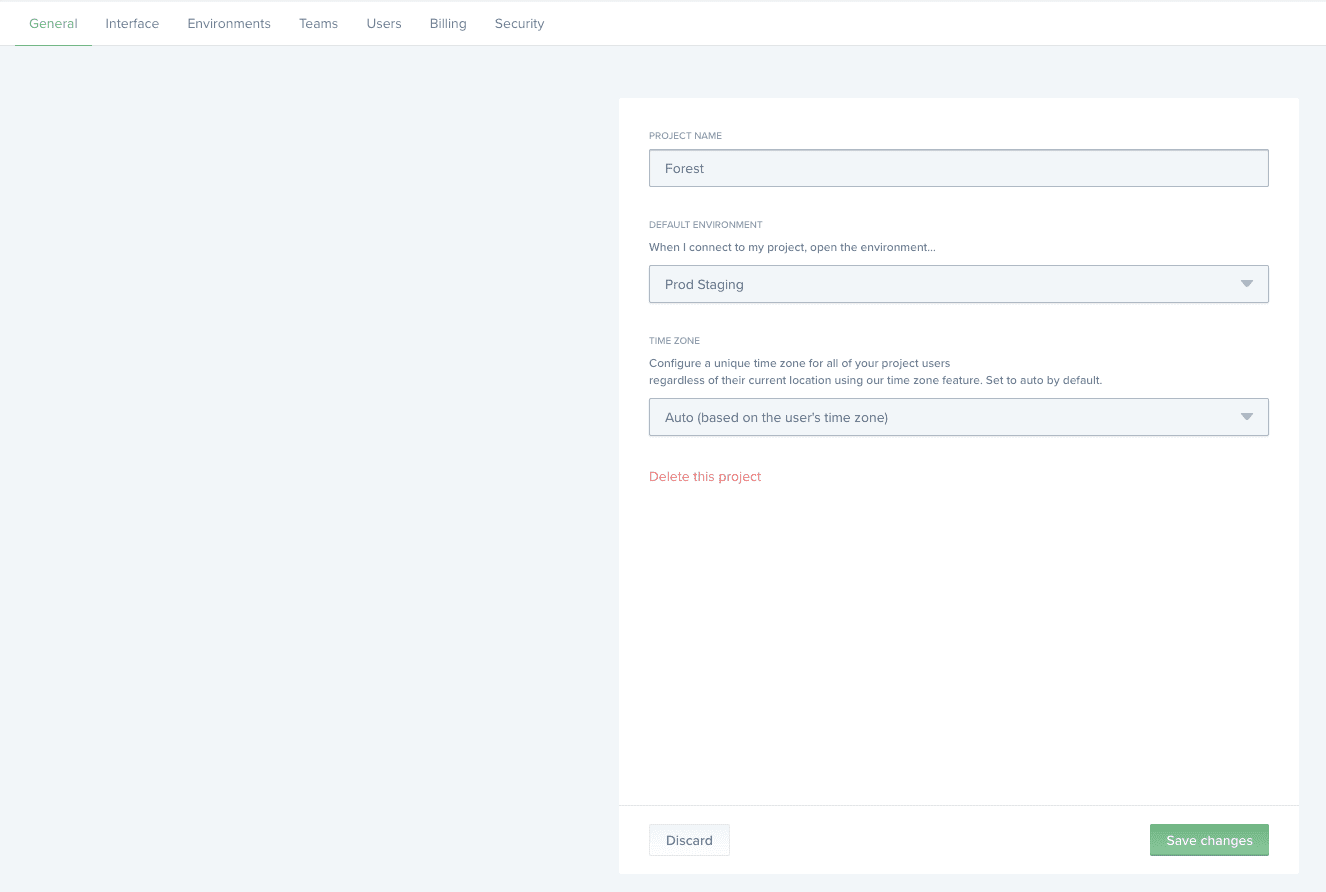 General Interface Environments Teams Users Billing Security
PROJECT NAME
Forest
DEFAULT ENVIRONMENT
When I connect to my project, open the environment...
Prod Staging
TIME ZONE
Configure a unique time zone for all of your project users
regardless of their current location using our time zone feature. Set to auto by default.
Auto (based on the user's time zone)
Delete this project
Discard Save changes